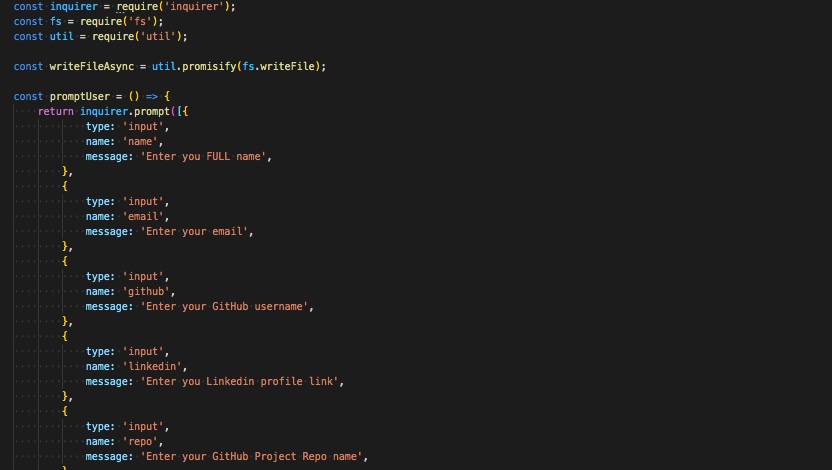 const inquirer = require('inquirer');
const fs = require('fs');
const util = require('util');
const writeFileAsync = util.promisify(fs.writeFile);
const promptUser = () => {
return inquirer.prompt([{
type: 'input',
name: 'name',
message: 'Enter you FULL name',
},
{
type: 'input',
name: 'email',
message: 'Enter your email',
},
{
type: 'input',
name: 'github',
message: 'Enter your GitHub username',
},
{
type: 'input',
name: 'linkedin',
message: 'Enter you Linkedin profile link',
},
{
type: 'input',
name: 'repo',
message: 'Enter your GitHub Project Repo name',
}